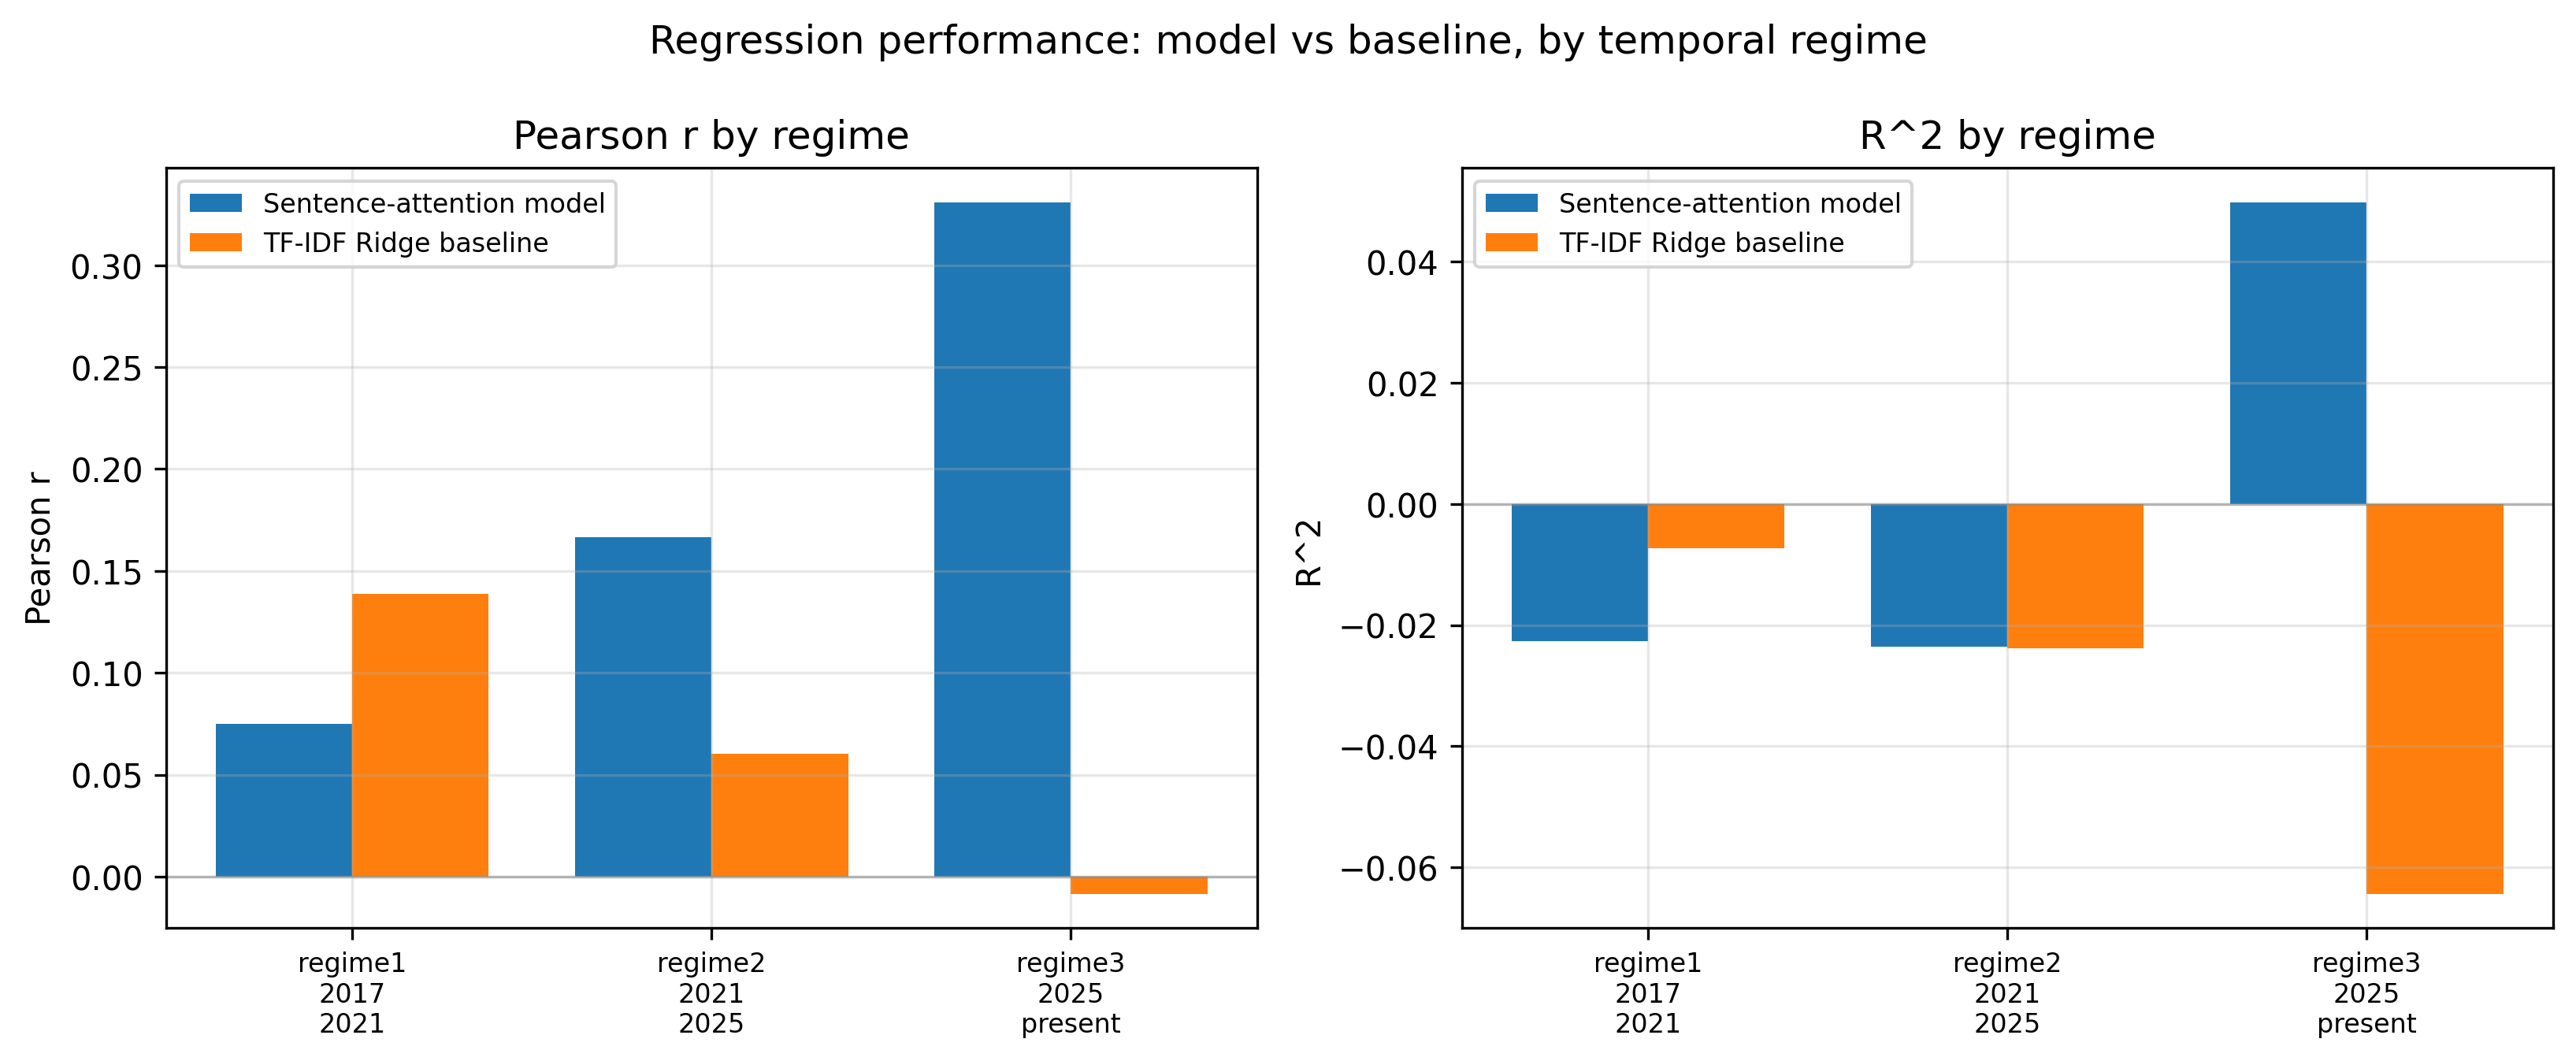 Regression performance: model vs baseline, by temporal regime
Pearson r by regime
Sentence-attention model
TF-IDF Ridge baseline
Pearson r
0.30
0.25
0.20
0.15
0.10
0.05
0.00
regime1
2017
2021
regime2
2021
2025
regime3
2025
present
R^2 by regime
Sentence-attention model
TF-IDF Ridge baseline
R^2
0.04
0.02
0.00
−0.02
−0.04
−0.06
regime1
2017
2021
regime2
2021
2025
regime3
2025
present